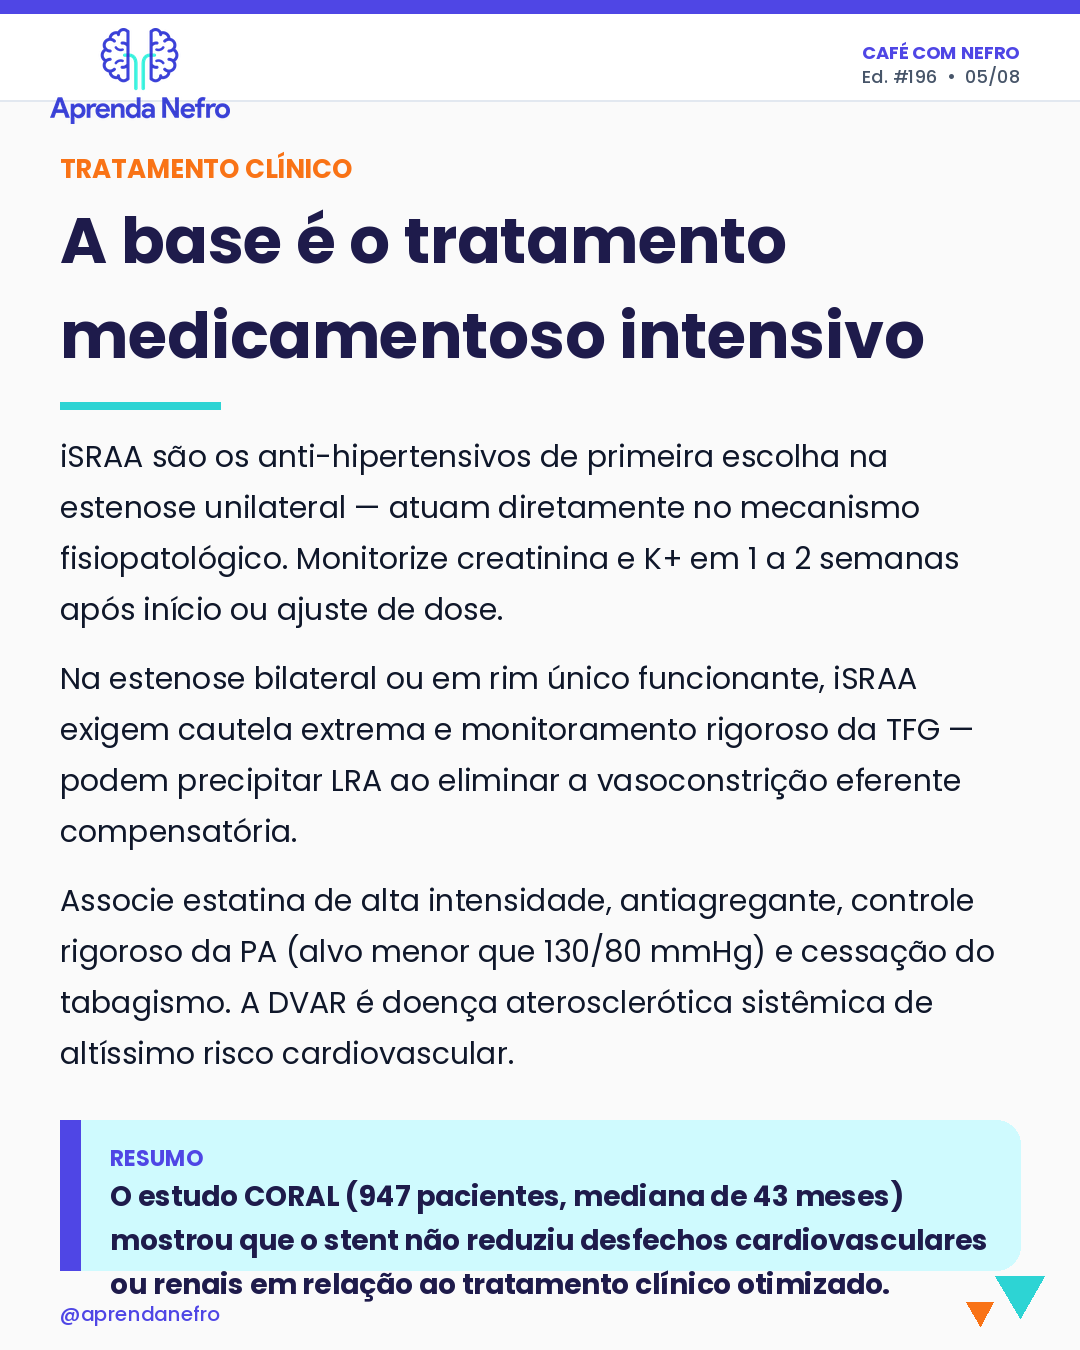 Aprenda Nefro
CAFÉ COM NEFRO
Ed. #196 • 05/08
TRATAMENTO CLÍNICO
A base é o tratamento
medicamentoso intensivo
iSRAA são os anti-hipertensivos de primeira escolha na
estenose unilateral — atuam diretamente no mecanismo
fisiopatológico. Monitorize creatinina e K+ em 1 a 2 semanas
após início ou ajuste de dose.
Na estenose bilateral ou em rim único funcionante, iSRAA
exigem cautela extrema e monitoramento rigoroso da TFG —
podem precipitar LRA ao eliminar a vasoconstrição eferente
compensatória.
Associe estatina de alta intensidade, antiagregante, controle
rigoroso da PA (alvo menor que 130/80 mmHg) e cessação do
tabagismo. A DVAR é doença aterosclerótica sistêmica de
altíssimo risco cardiovascular.
RESUMO
O estudo CORAL (947 pacientes, mediana de 43 meses)
mostrou que o stent não reduziu desfechos cardiovasculares
ou renais em relação ao tratamento clínico otimizado.
@aprendanefro